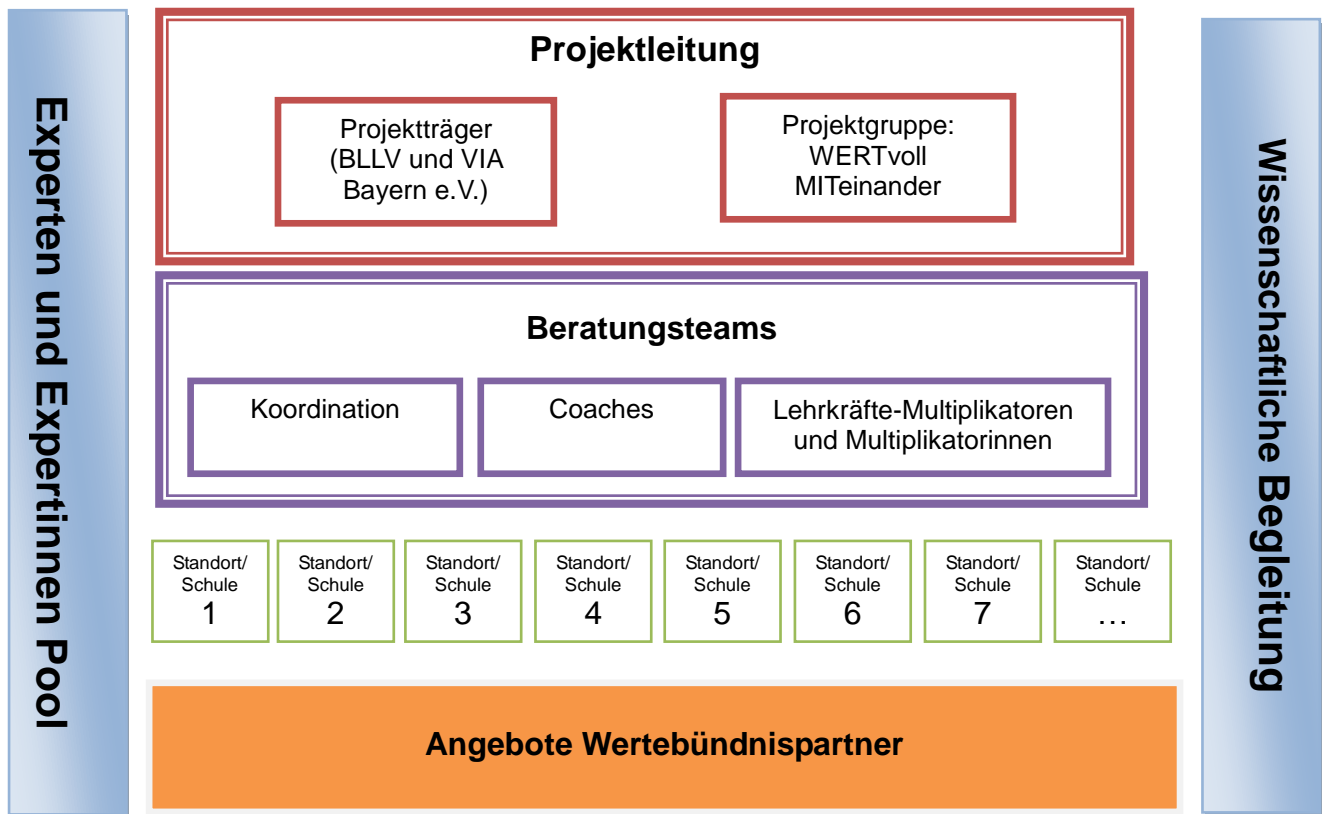 Experten und Expertinnen Pool
Projektleitung
Projektträger
(BLLV und VIA
Bayern e.V.)
Projektgruppe:
WERTvoll
MITeinander
Beratungsteams
Koordination
Coaches
Lehrkräfte-Multiplikatoren
und Multiplikatorinnen
Standort/
Schule
1
Standort/
Schule
2
Standort/
Schule
3
Standort/
Schule
4
Standort/
Schule
5
Standort/
Schule
6
Standort/
Schule
7
Standort/
Schule
…
Angebote Wertebündnispartner
Wissenschaftliche Begleitung